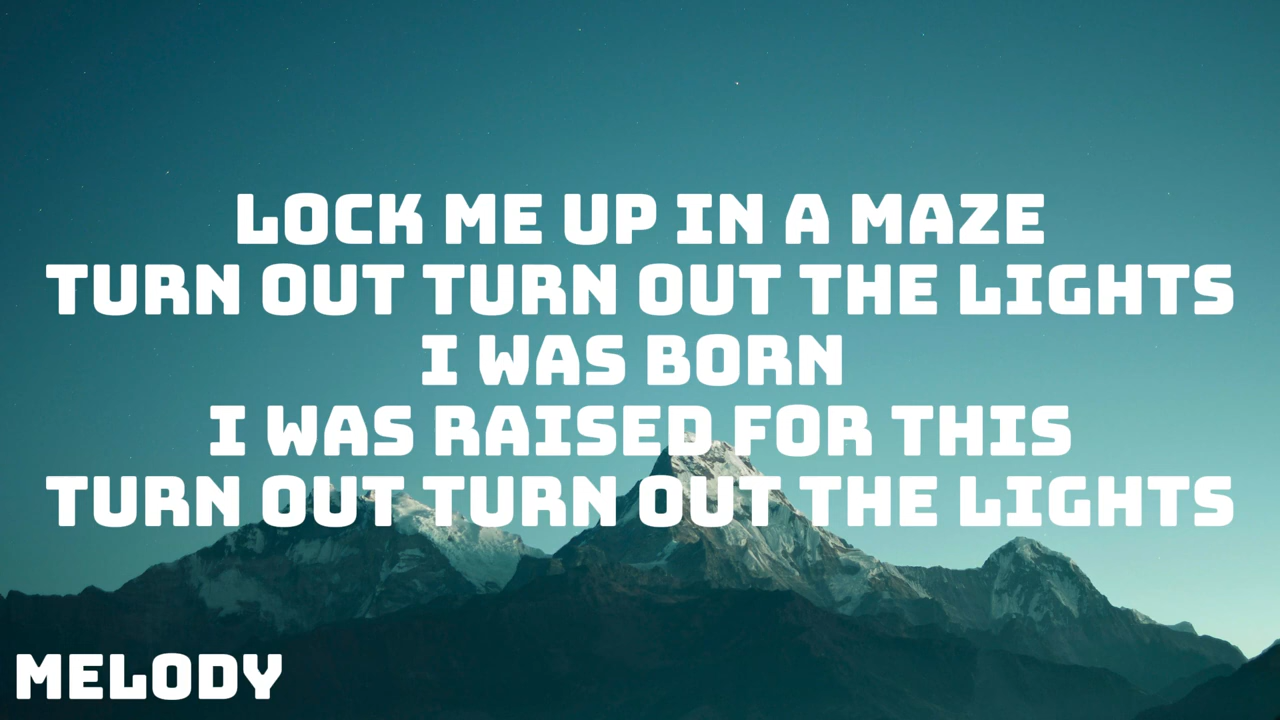 LOCK ME UP IN A MAZE
TURN OUT TURN OUT THE LIGHTS
I WAS BORN
I WAS RAISED FOR THIS
TURN OUT TURN OUT THE LIGHTS
MELODY